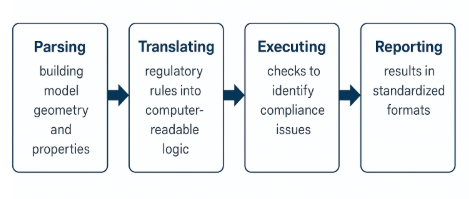 Parsing
building
model
geometry
and
properties
Translating
regulatory
rules into
computer-
readable
logic
Executing
checks to
identify
compliance
issues
Reporting
results in
standardized
formats